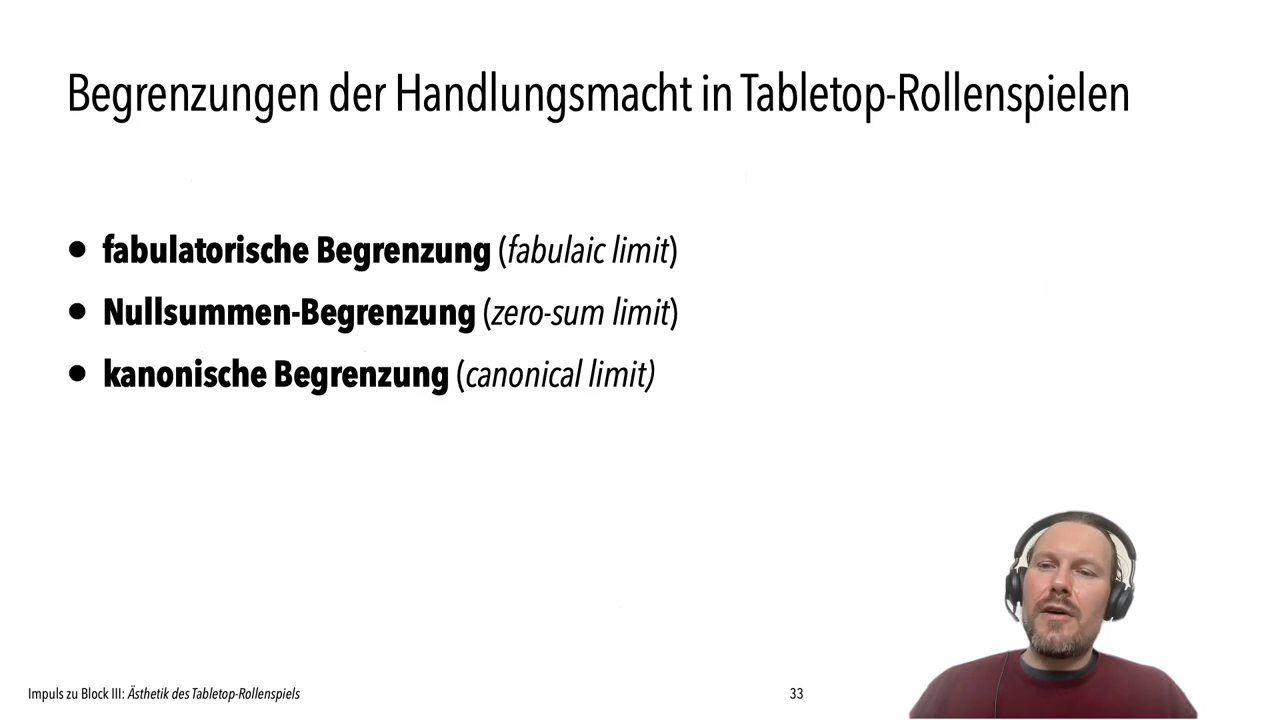 Begrenzungen der Handlungsmacht in Tabletop-Rollenspielen
• fabulatorische Begrenzung (fabulaic limit)
• Nullsummen-Begrenzung (zero-sum limit)
• kanonische Begrenzung (canonical limit)
Impuls zu Block III: Ästhetik des Tabletop-Rollenspiels
33